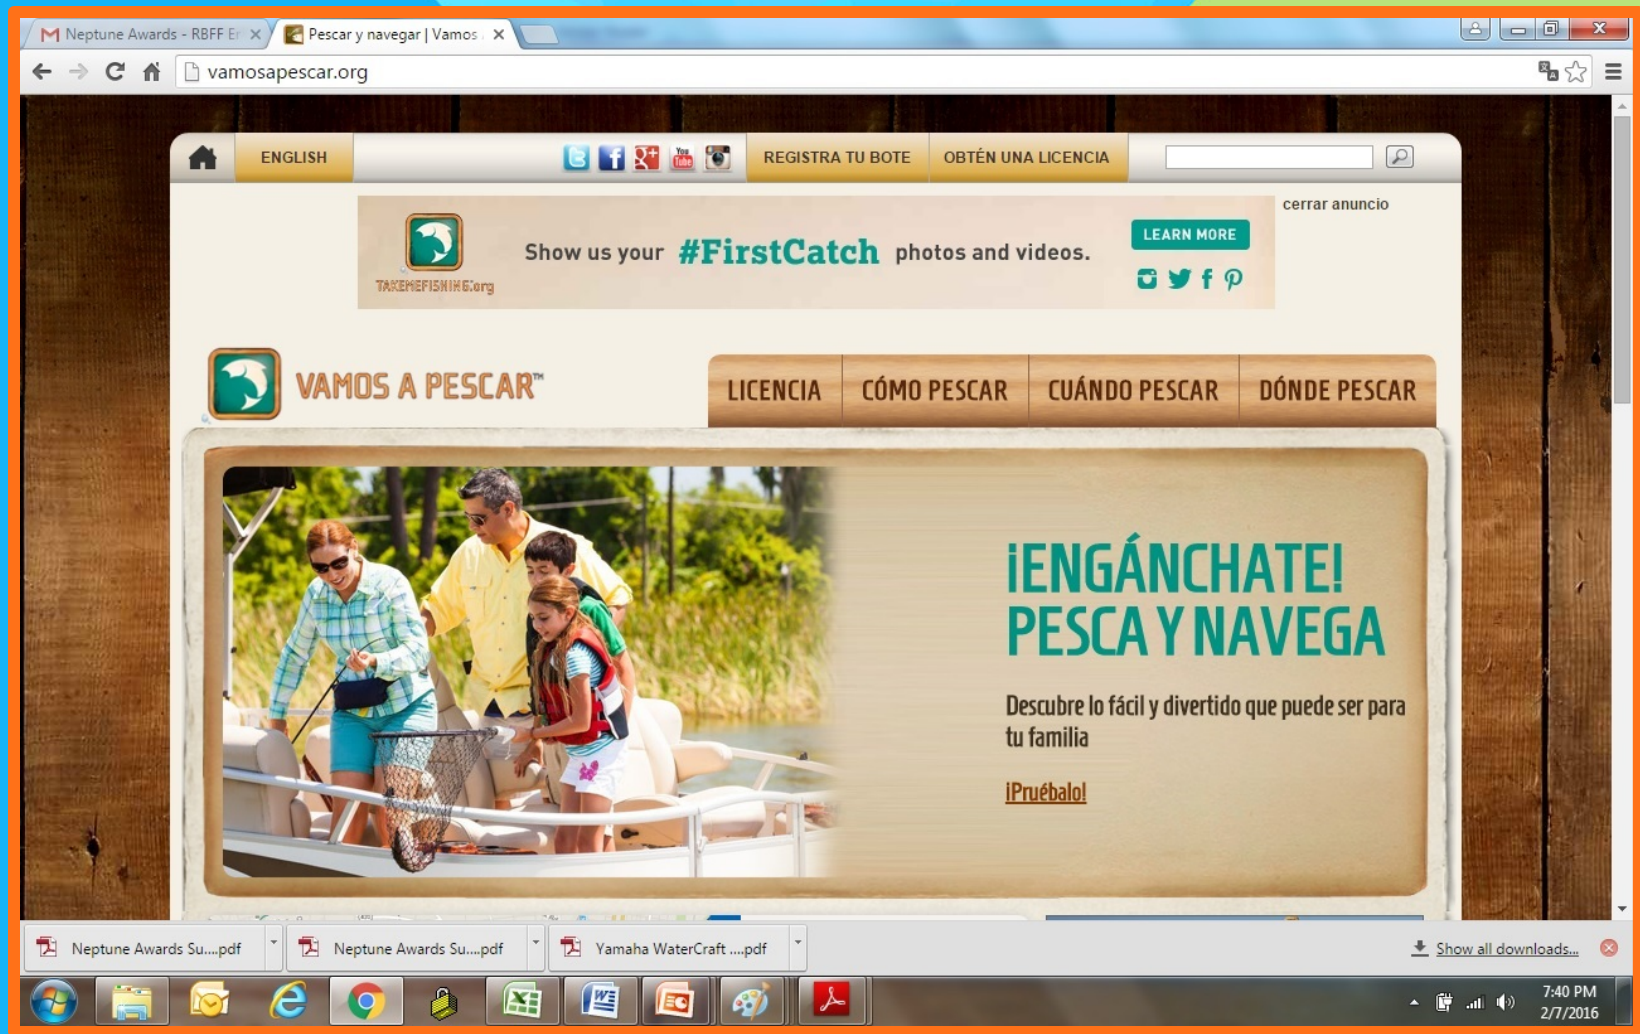 Neptune Awards - RBFF Er
Pescar y navegar | Vamos
vamosapescar.org
ENGLISH
You Tube
REGISTRA TU BOTE
OBTÉN UNA LICENCIA
cerrar anuncio
TAKEMEFISHING.org
Show us your #FirstCatch photos and videos.
LEARN MORE
VAMOS A PESCAR™
LICENCIA
CÓMO PESCAR
CUÁNDO PESCAR
DÓNDE PESCAR
¡ENGÁNCHATE!
PESCA Y NAVEGA
Descubre lo fácil y divertido que puede ser para
tu familia
¡Pruébalo!
Neptune Awards Su....pdf
Neptune Awards Su....pdf
Yamaha WaterCraft ....pdf
Show all downloads...
7:40 PM
2/7/2016